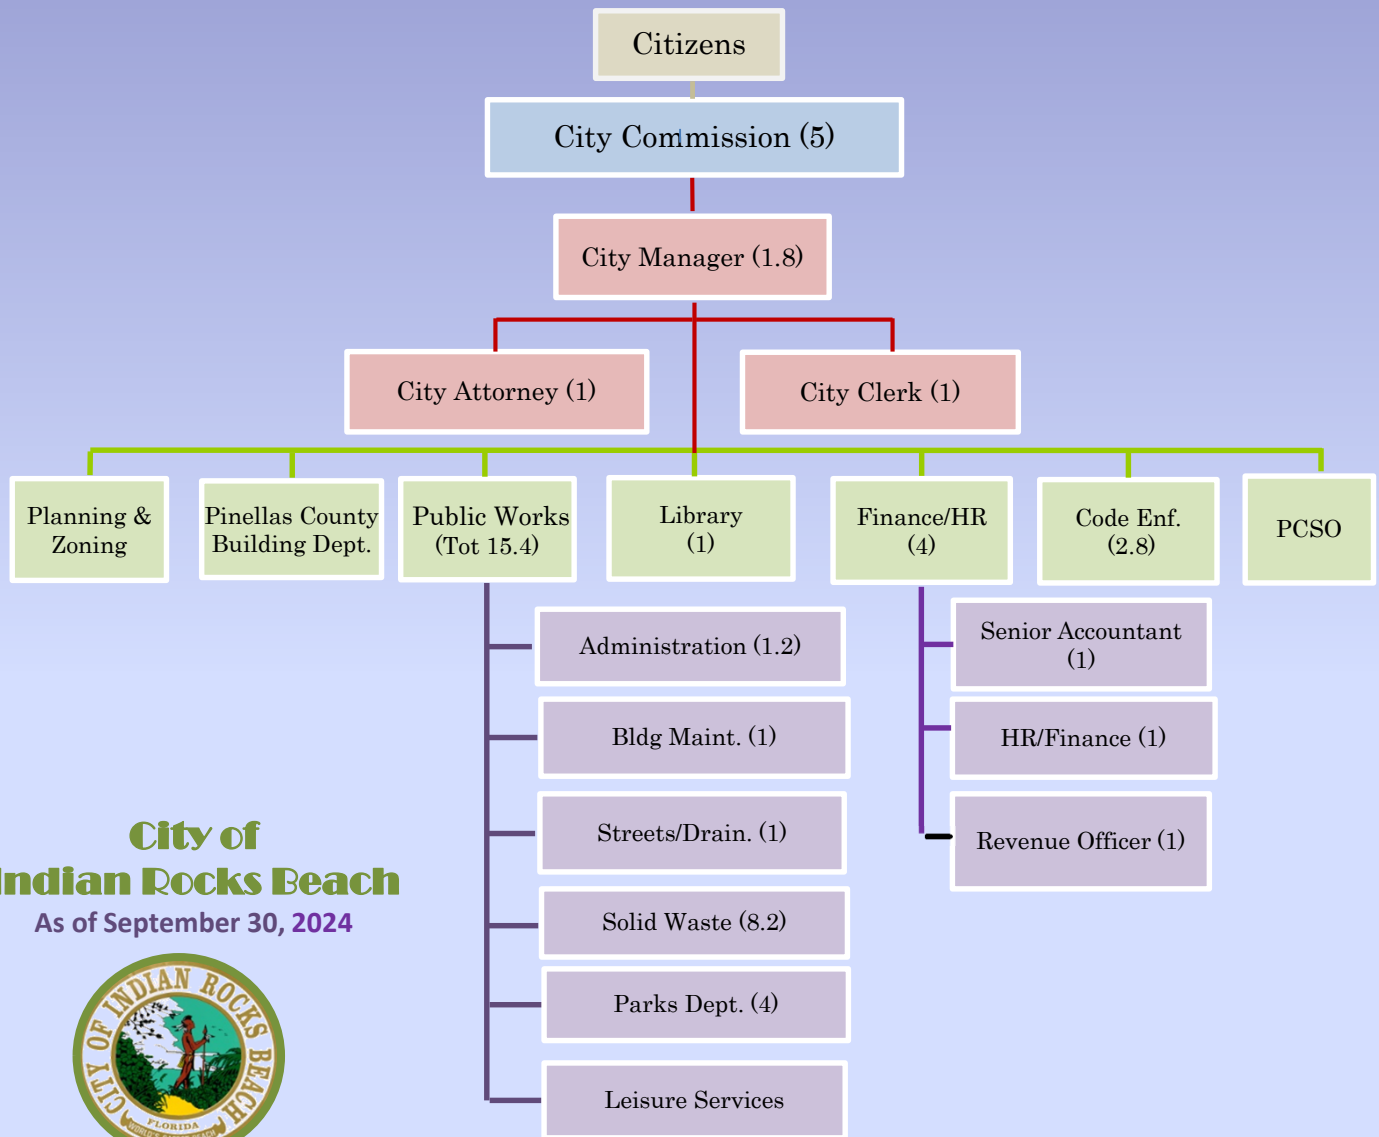 Citizens
City Commission (5)
City Manager (1.8)
City Attorney (1)
City Clerk (1)
Planning &
Zoning
Pinellas County
Building Dept.
Public Works
(Tot 15.4)
Library
(1)
Finance/HR
(4)
Code Enf.
(2.8)
PCSO
Administration (1.2)
Bldg Maint. (1)
Streets/Drain. (1)
Solid Waste (8.2)
Parks Dept. (4)
Leisure Services
Senior Accountant
(1)
HR/Finance (1)
Revenue Officer (1)
City of
Indian Rocks Beach
As of September 30, 2024
CITY OF INDIAN ROCKS BEACH
FLORIDA